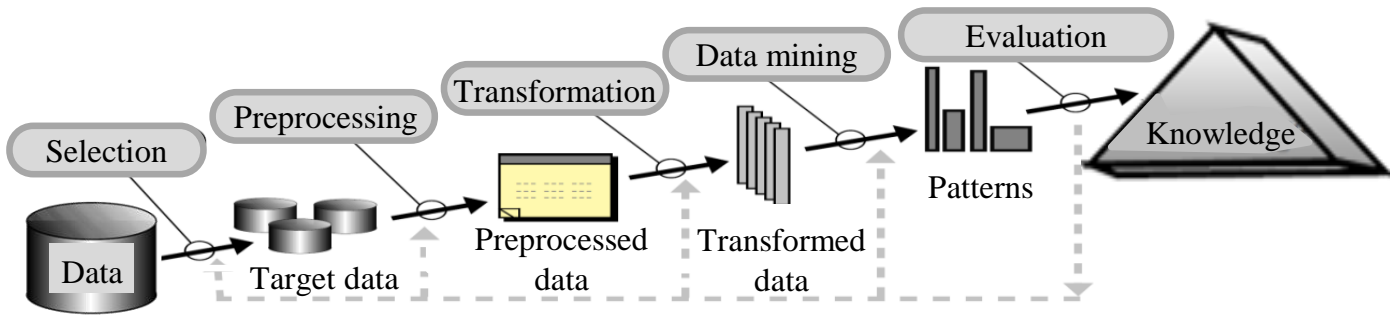 Evaluation
Data mining
Transformation
Preprocessing
Selection
Knowledge
Patterns
Preprocessed
data
Transformed
data
Target data
Data